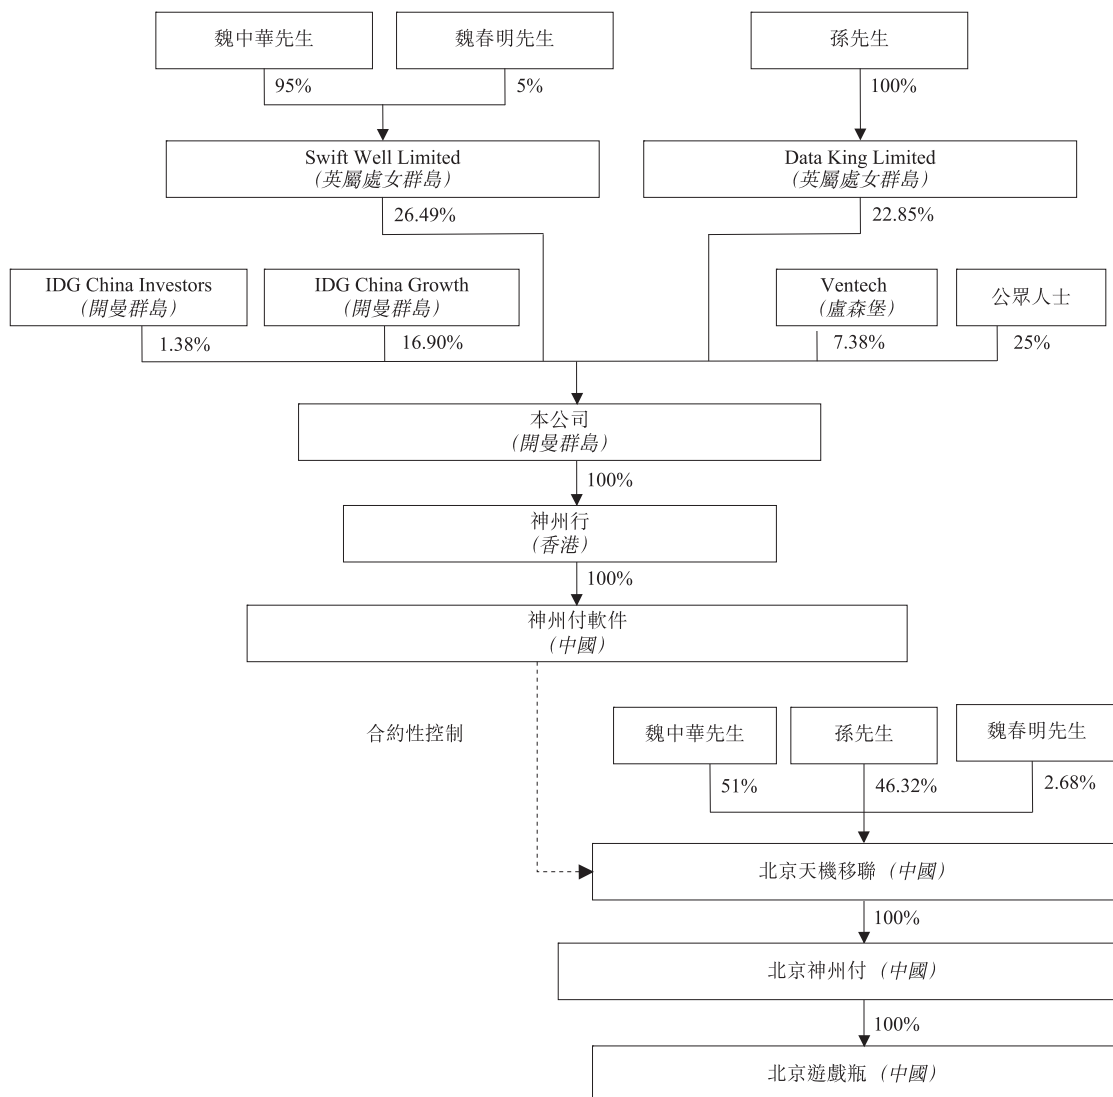 魏中華先生
魏春明先生
孫先生
95%
5%
100%
Swift Well Limited
（英屬處女群島）
Data King Limited
（英屬處女群島）
26.49%
22.85%
IDG China Investors
（開曼群島）
IDG China Growth
（開曼群島）
Ventech
（盧森堡）
公眾人士
1.38%
16.90%
7.38%
25%
本公司
（開曼群島）
100%
神州行
（香港）
100%
神州付軟件
（中國）
合約性控制
魏中華先生
孫先生
魏春明先生
51%
46.32%
2.68%
北京天機移聯（中國）
100%
北京神州付（中國）
100%
北京遊戲瓶（中國）